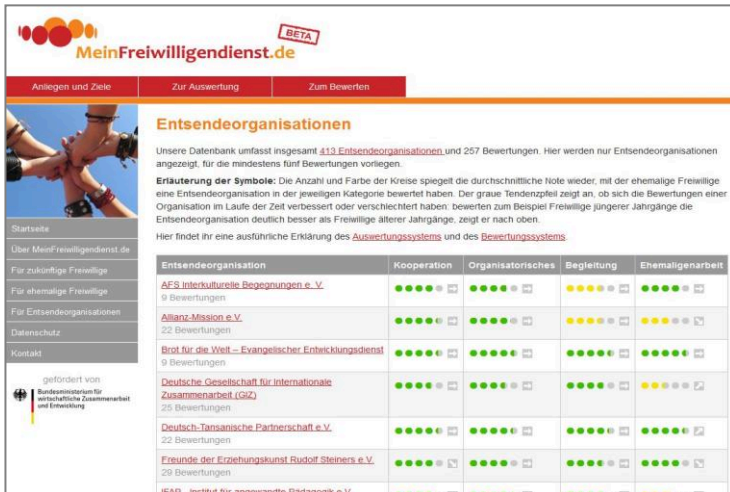 BETA
MeinFreiwilligendienst.de
Anliegen und Ziele
Zur Auswertung
Zum Bewerten
Entsendeorganisationen
Unsere Datenbank umfasst insgesamt 413 Entsendeorganisationen und 257 Bewertungen. Hier werden nur Entsendeorganisationen
angezeigt, für die mindestens fünf Bewertungen vorliegen.
Erläuterung der Symbole: Die Anzahl und Farbe der Kreise spiegelt die durchschnittliche Note wieder, mit der ehemalige Freiwillige
eine Entsendeorganisation in der jeweiligen Kategorie bewertet haben. Der graue Tendenzpfeil zeigt an, ob sich die Bewertungen einer
Organisation im Laufe der Zeit verbessert oder verschlechtert haben: bewerten zum Beispiel Freiwillige jüngerer Jahrgänge die
Entsendeorganisation deutlich besser als Freiwillige älterer Jahrgänge, zeigt er nach oben.
Hier findet ihr eine ausführliche Erklärung des Auswertungssystems und des Bewertungssystems.
Startseite
Über MeinFreiwilligendienst.de
Für zukünftige Freiwillige
Für ehemalige Freiwillige
Für Entsendeorganisationen
Datenschutz
Kontakt
gefördert von
Bundesministerium für
wirtschaftliche Zusammenarbeit
und Entwicklung
Entsendeorganisation Kooperation Organisatorisches Begleitung Ehemaligenarbeit
AFS Interkulturelle Begegnungen e. V.
9 Bewertungen
Allianz-Mission e.V.
22 Bewertungen
Brot für die Welt – Evangelischer Entwicklungsdienst
9 Bewertungen
Deutsche Gesellschaft für Internationale
Zusammenarbeit (GIZ)
25 Bewertungen
Deutsch-Tansanische Partnerschaft e.V.
22 Bewertungen
Freunde der Erziehungskunst Rudolf Steiners e.V.
29 Bewertungen
IFAP - Institut für angewandte Pädagogik e.V.